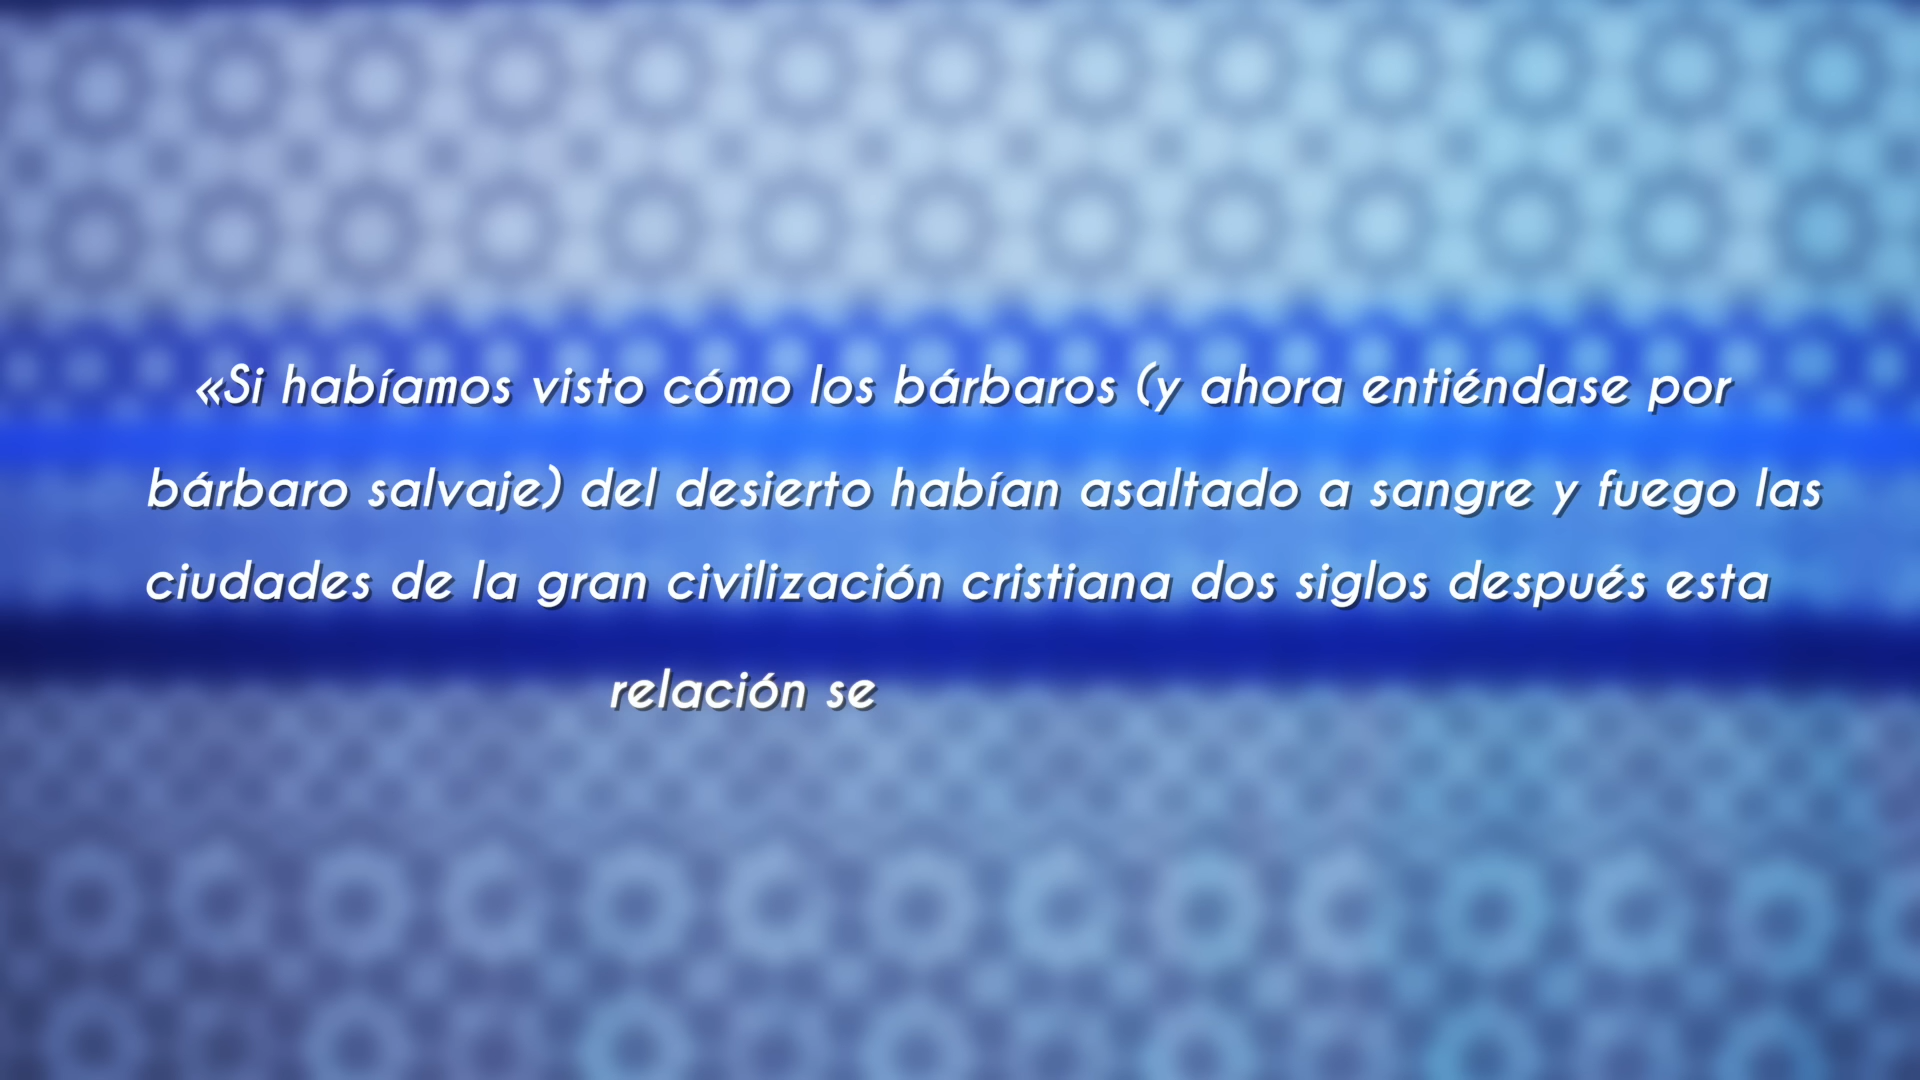 «Si habíamos visto cómo los bárbaros (y ahora entiéndase por
bárbaro salvaje) del desierto habían asaltado a sangre y fuego las
ciudades de la gran civilización cristiana dos siglos después esta
relación se